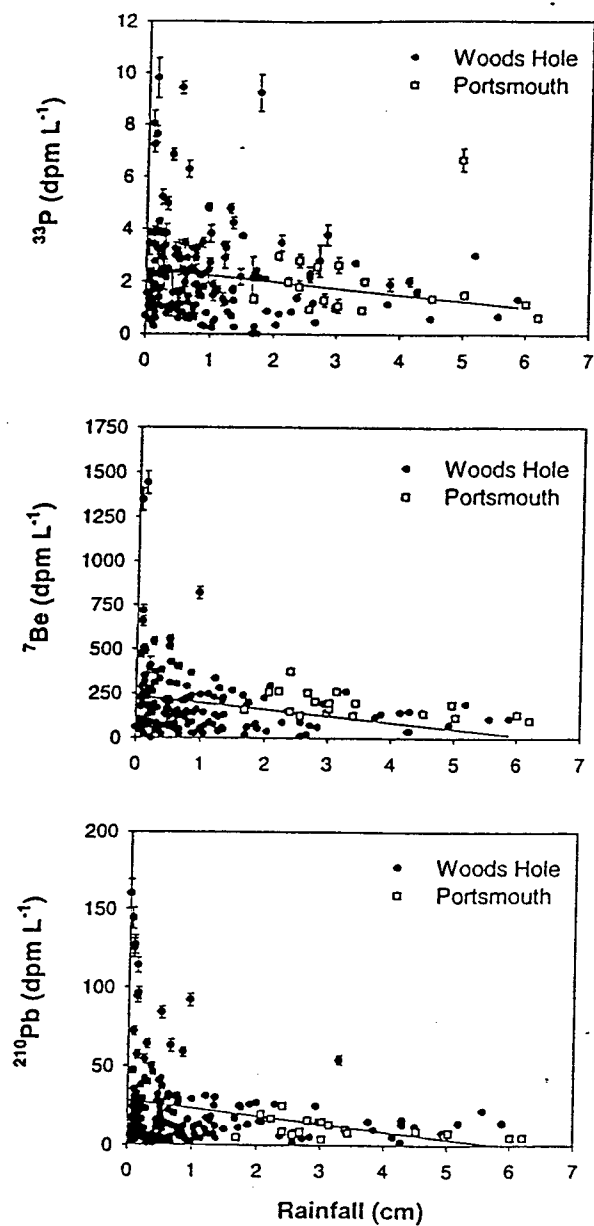 12
10
8
6
4
2
0
³³P (dpm L⁻¹)
Woods Hole
Portsmouth
0 1 2 3 4 5 6 7
1750
1500
1250
1000
750
500
250
0
⁷Be (dpm L⁻¹)
Woods Hole
Portsmouth
0 1 2 3 4 5 6 7
200
150
100
50
0
²¹⁰Pb (dpm L⁻¹)
Woods Hole
Portsmouth
0 1 2 3 4 5 6 7
Rainfall (cm)